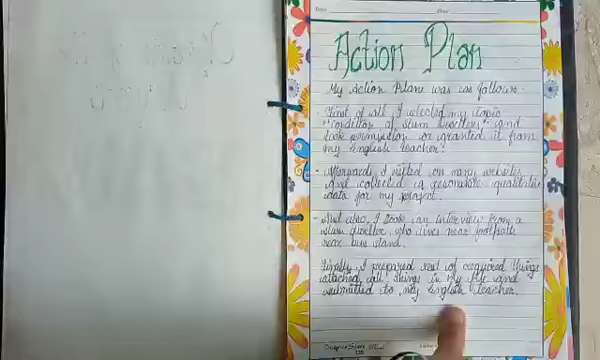 Action Plan
My Action Plan was as follows.
- First of all, I selected my topic
"condition of slum dwellers" and
took permission or granted it from
my english teacher.
- Afterwards, I visited on many websites
and collected a resonable qualitative
data for my project.
- And also, I took an interview from a
slum dweller, who lives near footpath
near bus stand.
Finally, I prepared rest of required things
attached all things in my file and
submitted to my English teacher.